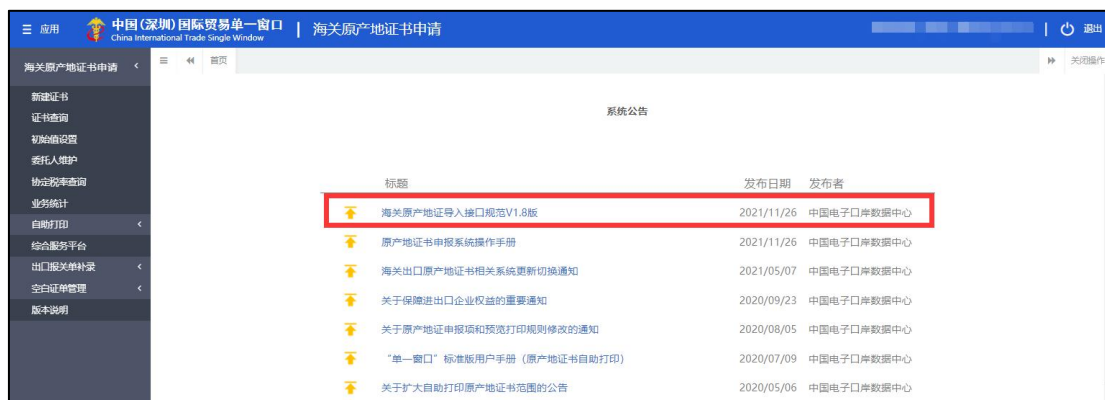 应用
中国(深圳)国际贸易单一窗口 | 海关原产地证书申请
China International Trade Single Window
退出
海关原产地证书申请
首页
关闭操作
新建证书
证书查询
初始值设置
委托人维护
协定税率查询
业务统计
自助打印
综合服务平台
出口报关单补录
空白证单管理
版本说明
系统公告
标题 发布日期 发布者
海关原产地证导入接口规范V1.8版 2021/11/26 中国电子口岸数据中心
原产地证书申报系统操作手册 2021/11/26 中国电子口岸数据中心
海关出口原产地证书相关系统更新切换通知 2021/05/07 中国电子口岸数据中心
关于保障进出口企业权益的重要通知 2020/09/23 中国电子口岸数据中心
关于原产地证申报项和预览打印规则修改的通知 2020/08/05 中国电子口岸数据中心
“单一窗口”标准版用户手册（原产地证书自助打印） 2020/07/09 中国电子口岸数据中心
关于扩大自助打印原产地证书范围的公告 2020/05/06 中国电子口岸数据中心